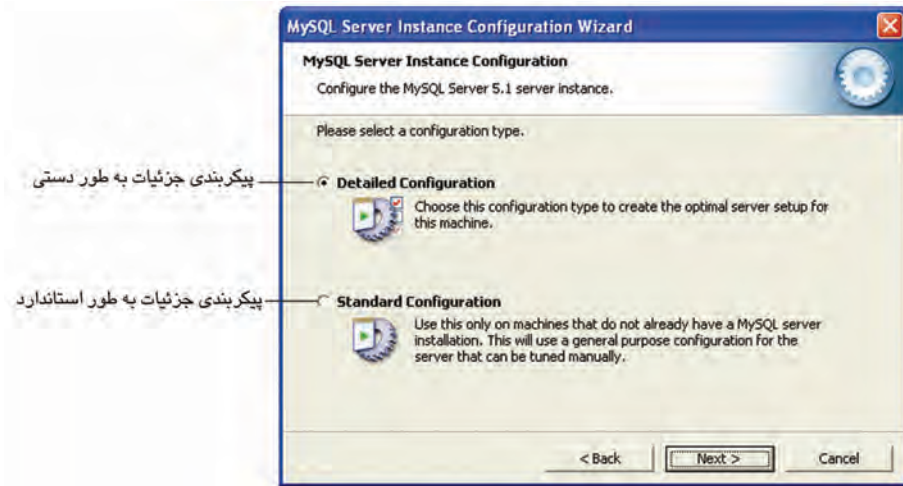 MySQL Server Instance Configuration Wizard
MySQL Server Instance Configuration
Configure the MySQL Server 5.1 server instance.
Please select a configuration type.
پیکربندی جزئیات به طور دستی
Detailed Configuration
Choose this configuration type to create the optimal server setup for
this machine.
پیکربندی جزئیات به طور استاندارد
Standard Configuration
Use this only on machines that do not already have a MySQL server
installation. This will use a general purpose configuration for the
server that can be tuned manually.
< Back
Next >
Cancel